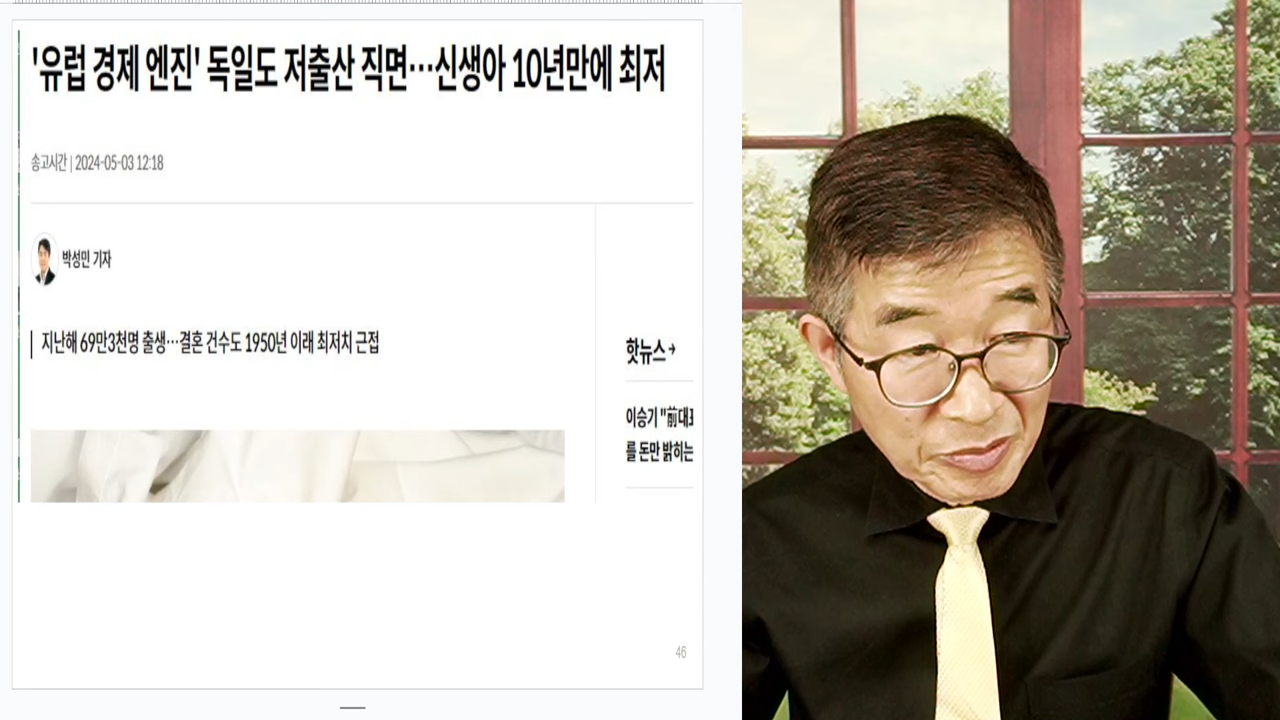 '유럽 경제 엔진' 독일도 저출산 직면…신생아 10년만에 최저
송고시간 | 2024-05-03 12:18
박성민 기자
지난해 69만3천명 출생…결혼 건수도 1950년 이래 최저치 근접
핫뉴스
이승기 "前대표
를 돈만 밝히는
46